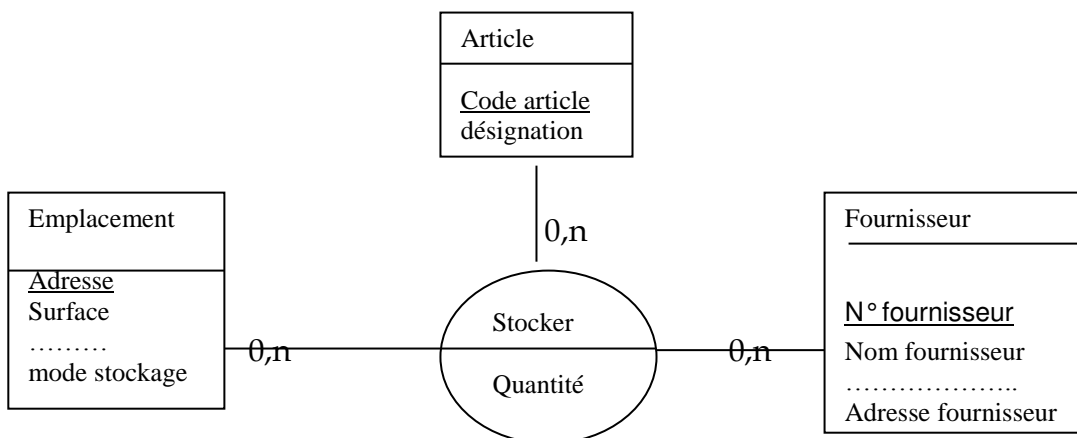 Article
Code article
désignation
Emplacement
Adresse
Surface
………
mode stockage
0,n
0,n
Stocker
Quantité
0,n
Fournisseur
N° fournisseur
Nom fournisseur
………………..
Adresse fournisseur